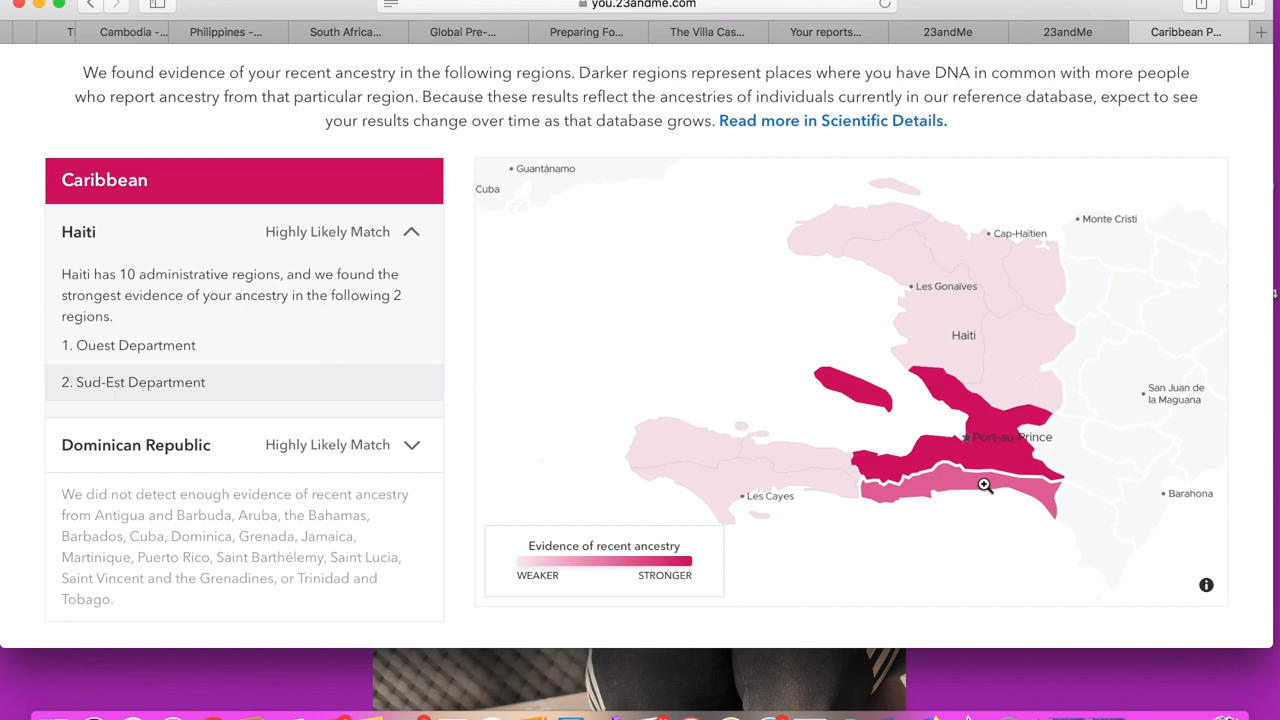 you.23andme.com
Cambodia -...
Philippines -...
South Africa...
Global Pre-...
Preparing Fo...
The Villa Cas...
Your reports...
23andMe
23andMe
Caribbean P...
We found evidence of your recent ancestry in the following regions. Darker regions represent places where you have DNA in common with more people
who report ancestry from that particular region. Because these results reflect the ancestries of individuals currently in our reference database, expect to see
your results change over time as that database grows. Read more in Scientific Details.
Caribbean
Haiti Highly Likely Match
Haiti has 10 administrative regions, and we found the
strongest evidence of your ancestry in the following 2
regions.
1. Ouest Department
2. Sud-Est Department
Dominican Republic Highly Likely Match
We did not detect enough evidence of recent ancestry
from Antigua and Barbuda, Aruba, the Bahamas,
Barbados, Cuba, Dominica, Grenada, Jamaica,
Martinique, Puerto Rico, Saint Barthélemy, Saint Lucia,
Saint Vincent and the Grenadines, or Trinidad and
Tobago.
Guantánamo
Cuba
Monte Cristi
Cap-Haïtien
Les Gonaïves
Haiti
San Juan de
la Maguana
Port-au-Prince
Les Cayes
Barahona
Evidence of recent ancestry
WEAKER STRONGER